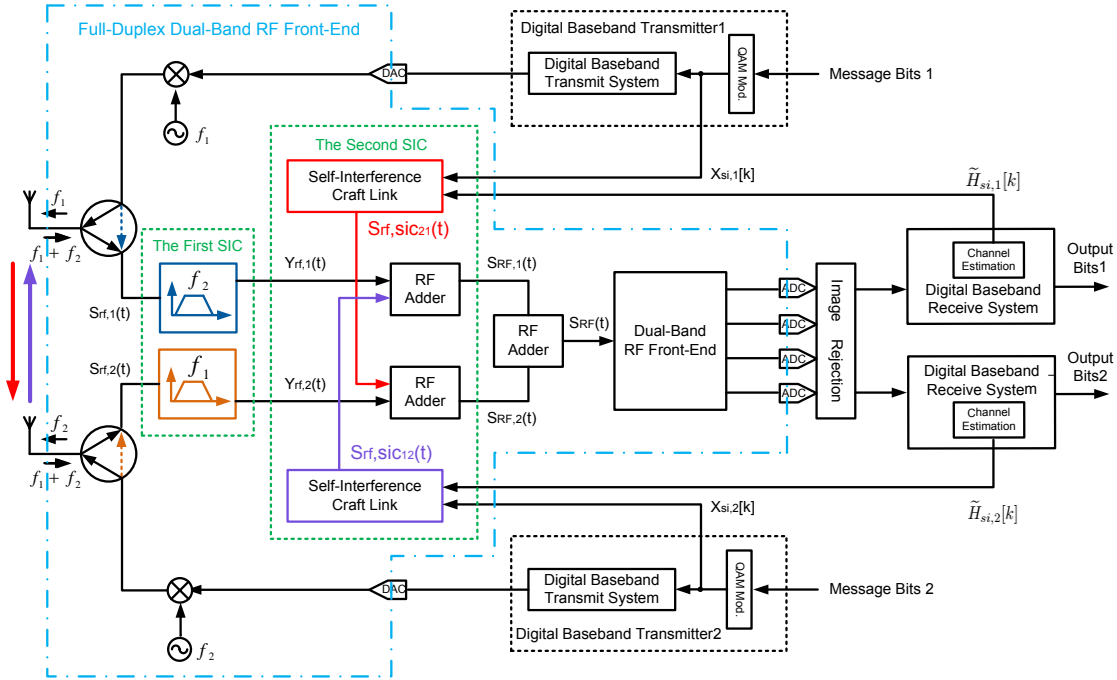 Full-Duplex Dual-Band RF Front-End
Digital Baseband Transmitter1
Digital Baseband
Transmit System
QAM Mod.
Message Bits 1
DAC
f1
The Second SIC
Self-Interference
Craft Link
Xsi,1[k]
H̃si,1[k]
Srf,sic21(t)
f1
f1 + f2
The First SIC
f2
Srf,1(t)
Yrf,1(t)
RF
Adder
SRF,1(t)
RF
Adder
SRF(t)
Dual-Band
RF Front-End
ADC
ADC
ADC
ADC
Image Rejection
Channel
Estimation
Digital Baseband
Receive System
Output
Bits1
Srf,2(t)
f1
Yrf,2(t)
RF
Adder
SRF,2(t)
Digital Baseband
Receive System
Channel
Estimation
Output
Bits2
f2
f1 + f2
Srf,sic12(t)
Self-Interference
Craft Link
Xsi,2[k]
H̃si,2[k]
DAC
f2
Digital Baseband
Transmit System
QAM Mod.
Message Bits 2
Digital Baseband Transmitter2